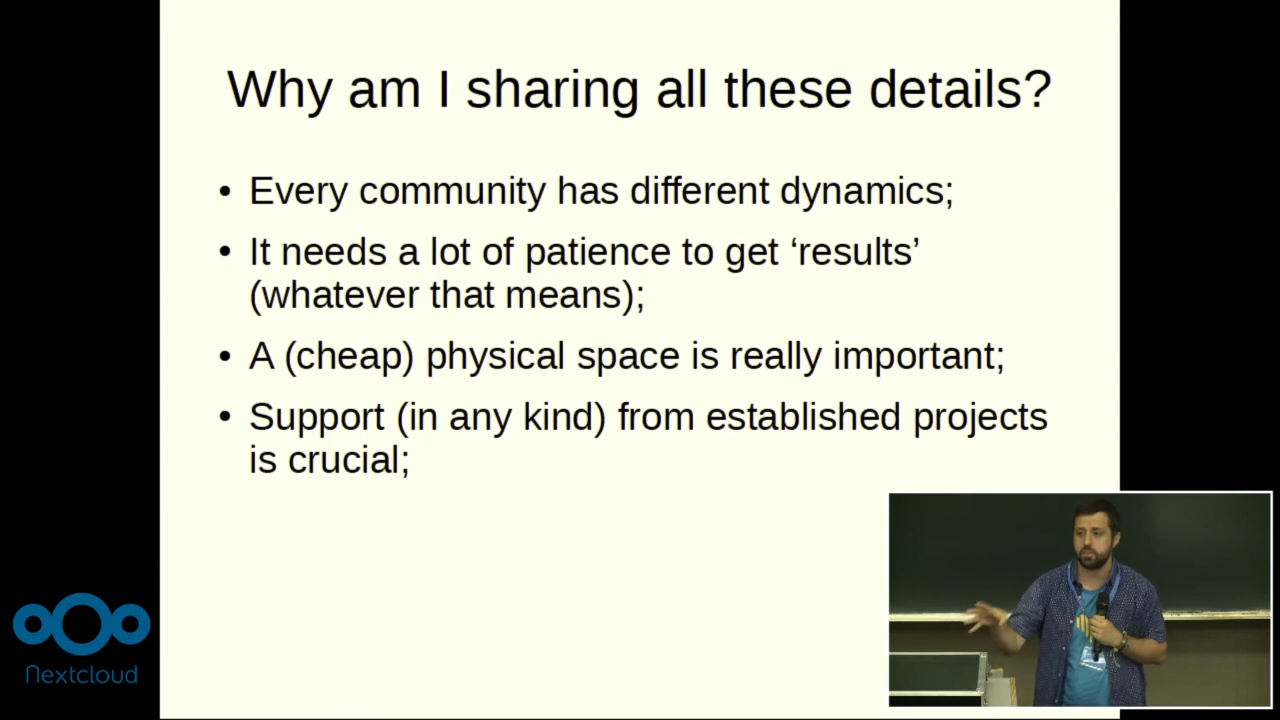 Why am I sharing all these details?
• Every community has different dynamics;
• It needs a lot of patience to get ‘results’
(whatever that means);
• A (cheap) physical space is really important;
• Support (in any kind) from established projects
is crucial;
Nextcloud